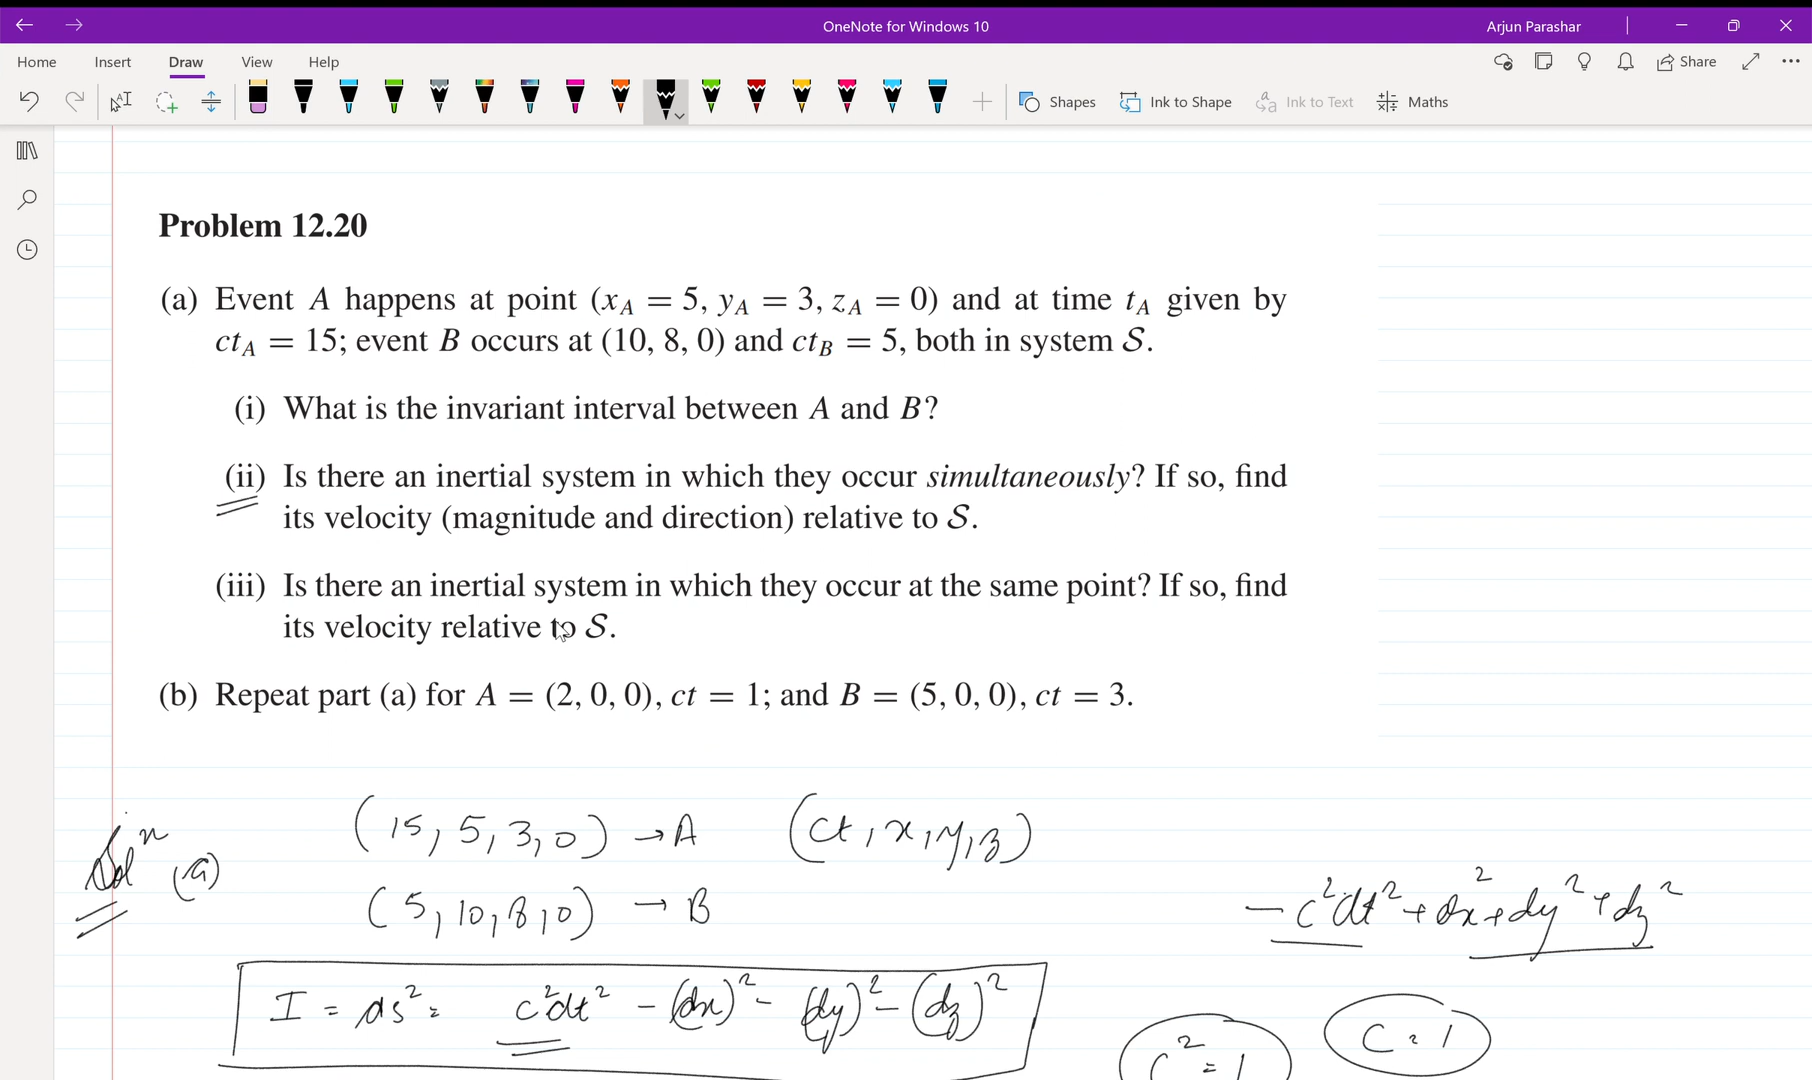 OneNote for Windows 10
Arjun Parashar
Home Insert Draw View Help
Share
Shapes Ink to Shape Ink to Text Maths
Problem 12.20
(a) Event A happens at point (x_A = 5, y_A = 3, z_A = 0) and at time t_A given by
ct_A = 15; event B occurs at (10, 8, 0) and ct_B = 5, both in system S.
(i) What is the invariant interval between A and B?
(ii) Is there an inertial system in which they occur simultaneously? If so, find
its velocity (magnitude and direction) relative to S.
(iii) Is there an inertial system in which they occur at the same point? If so, find
its velocity relative to S.
(b) Repeat part (a) for A = (2, 0, 0), ct = 1; and B = (5, 0, 0), ct = 3.
Solⁿ (a)
(15, 5, 3, 0) → A (ct, x, y, z)
(5, 10, 8, 0) → B
- c²dt² + dx² + dy² + dz²
I = ds² = c²dt² - (dx)² - (dy)² - (dz)²
c² = 1
c = 1